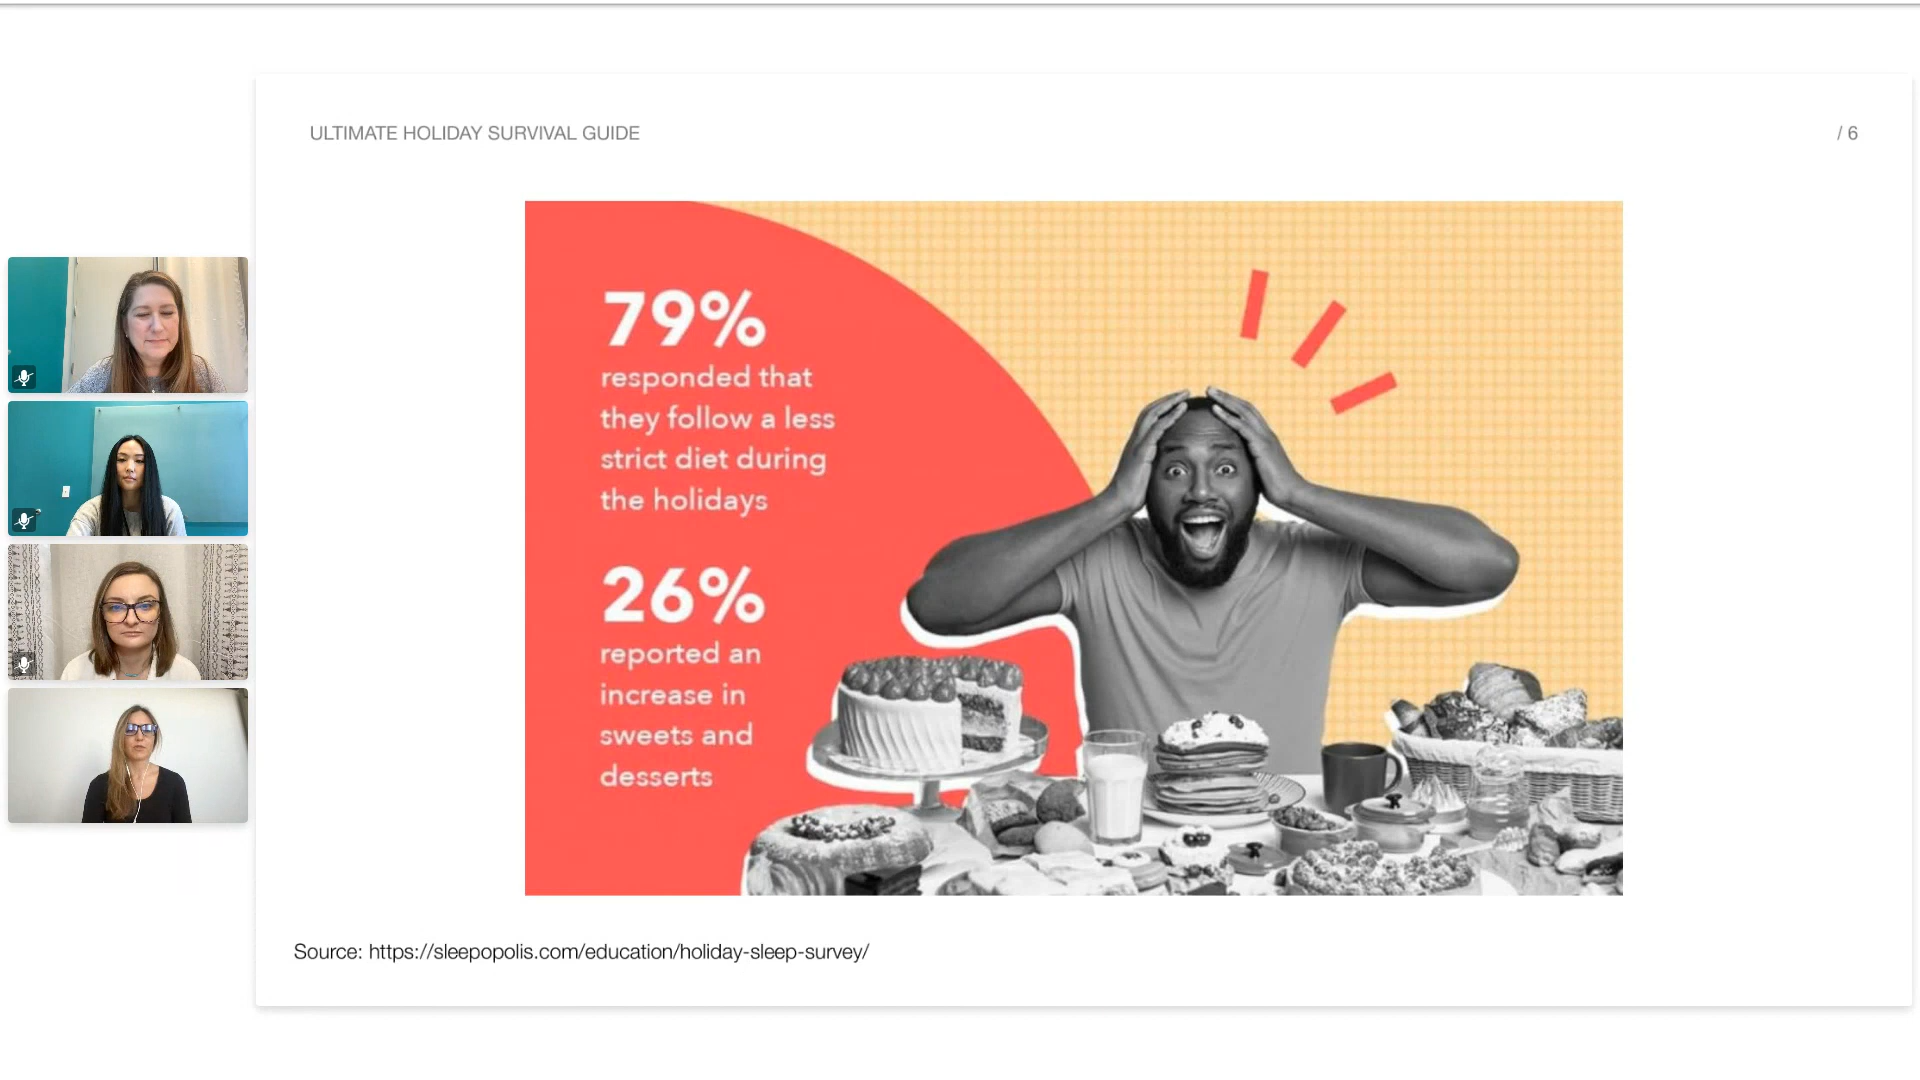 ULTIMATE HOLIDAY SURVIVAL GUIDE
/ 6
79%
responded that
they follow a less
strict diet during
the holidays
26%
reported an
increase in
sweets and
desserts
Source: https://sleepopolis.com/education/holiday-sleep-survey/